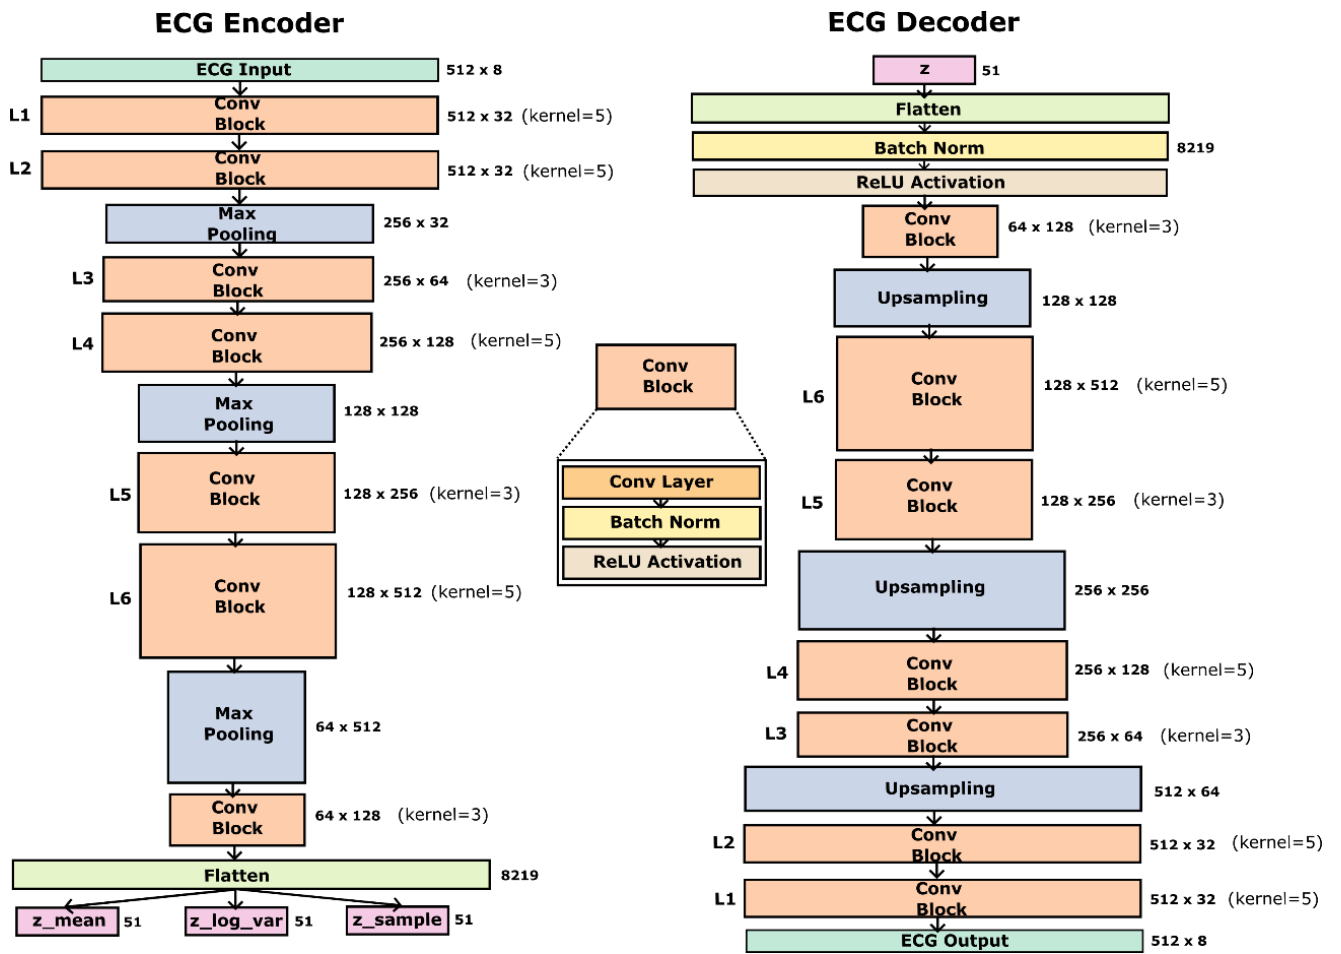 ECG Encoder
ECG Input
512 x 8
L1
Conv
Block
512 x 32 (kernel=5)
L2
Conv
Block
512 x 32 (kernel=5)
Max
Pooling
256 x 32
L3
Conv
Block
256 x 64 (kernel=3)
L4
Conv
Block
256 x 128 (kernel=5)
Max
Pooling
128 x 128
L5
Conv
Block
128 x 256 (kernel=3)
L6
Conv
Block
128 x 512 (kernel=5)
Max
Pooling
64 x 512
Conv
Block
64 x 128 (kernel=3)
Flatten
8219
z_mean
51
z_log_var
51
z_sample
51
Conv
Block
Conv Layer
Batch Norm
ReLU Activation
ECG Decoder
z
51
Flatten
Batch Norm
8219
ReLU Activation
Conv
Block
64 x 128 (kernel=3)
Upsampling
128 x 128
L6
Conv
Block
128 x 512 (kernel=5)
L5
Conv
Block
128 x 256 (kernel=3)
Upsampling
256 x 256
L4
Conv
Block
256 x 128 (kernel=5)
L3
Conv
Block
256 x 64 (kernel=3)
Upsampling
512 x 64
L2
Conv
Block
512 x 32 (kernel=5)
L1
Conv
Block
512 x 32 (kernel=5)
ECG Output
512 x 8